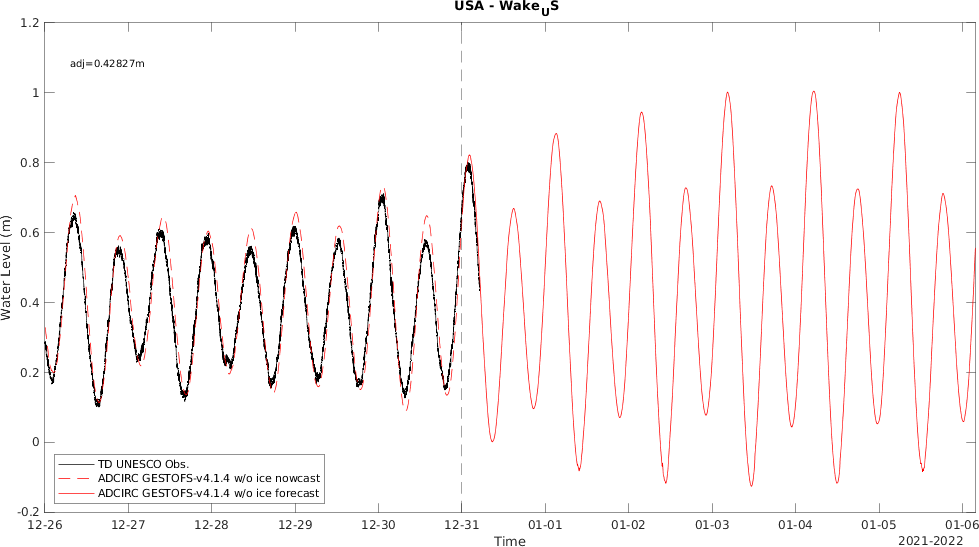 USA - Wake_US
adj=0.42827m
Water Level (m)
1.2
1
0.8
0.6
0.4
0.2
0
-0.2
TD UNESCO Obs.
ADCIRC GESTOFS-v4.1.4 w/o ice nowcast
ADCIRC GESTOFS-v4.1.4 w/o ice forecast
12-26 12-27 12-28 12-29 12-30 12-31 01-01 01-02 01-03 01-04 01-05 01-06
Time
2021-2022